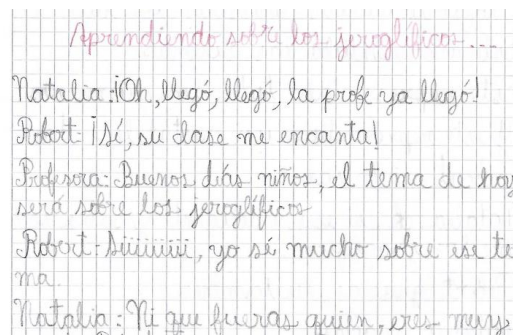 Aprendiendo sobre los jeroglíficos...
Natalia: ¡Oh, llegó, llegó, la profe ya llegó!
Robert: ¡Sí, su clase me encanta!
Profesora: Buenos días niños, el tema de hoy
será sobre los jeroglíficos
Robert: Siiiiiiii, yo sé mucho sobre ese te
ma.
Natalia: Ni que fueras quien, eres muy